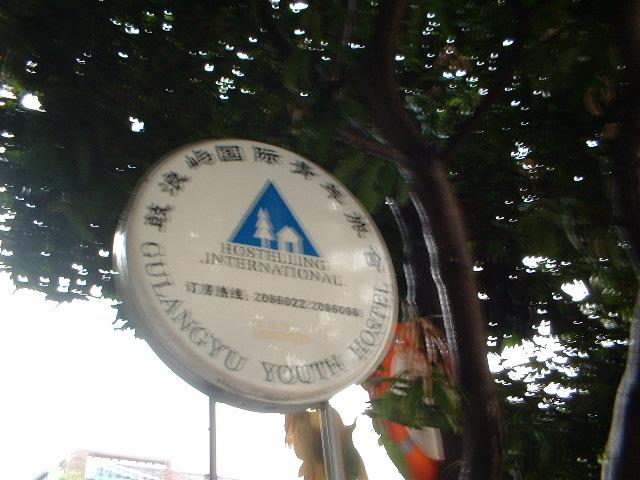 鼓浪屿国际青年旅舍
HOSTELLING
INTERNATIONAL
订房热线：2066022/2066066
GULANGYU YOUTH HOSTEL